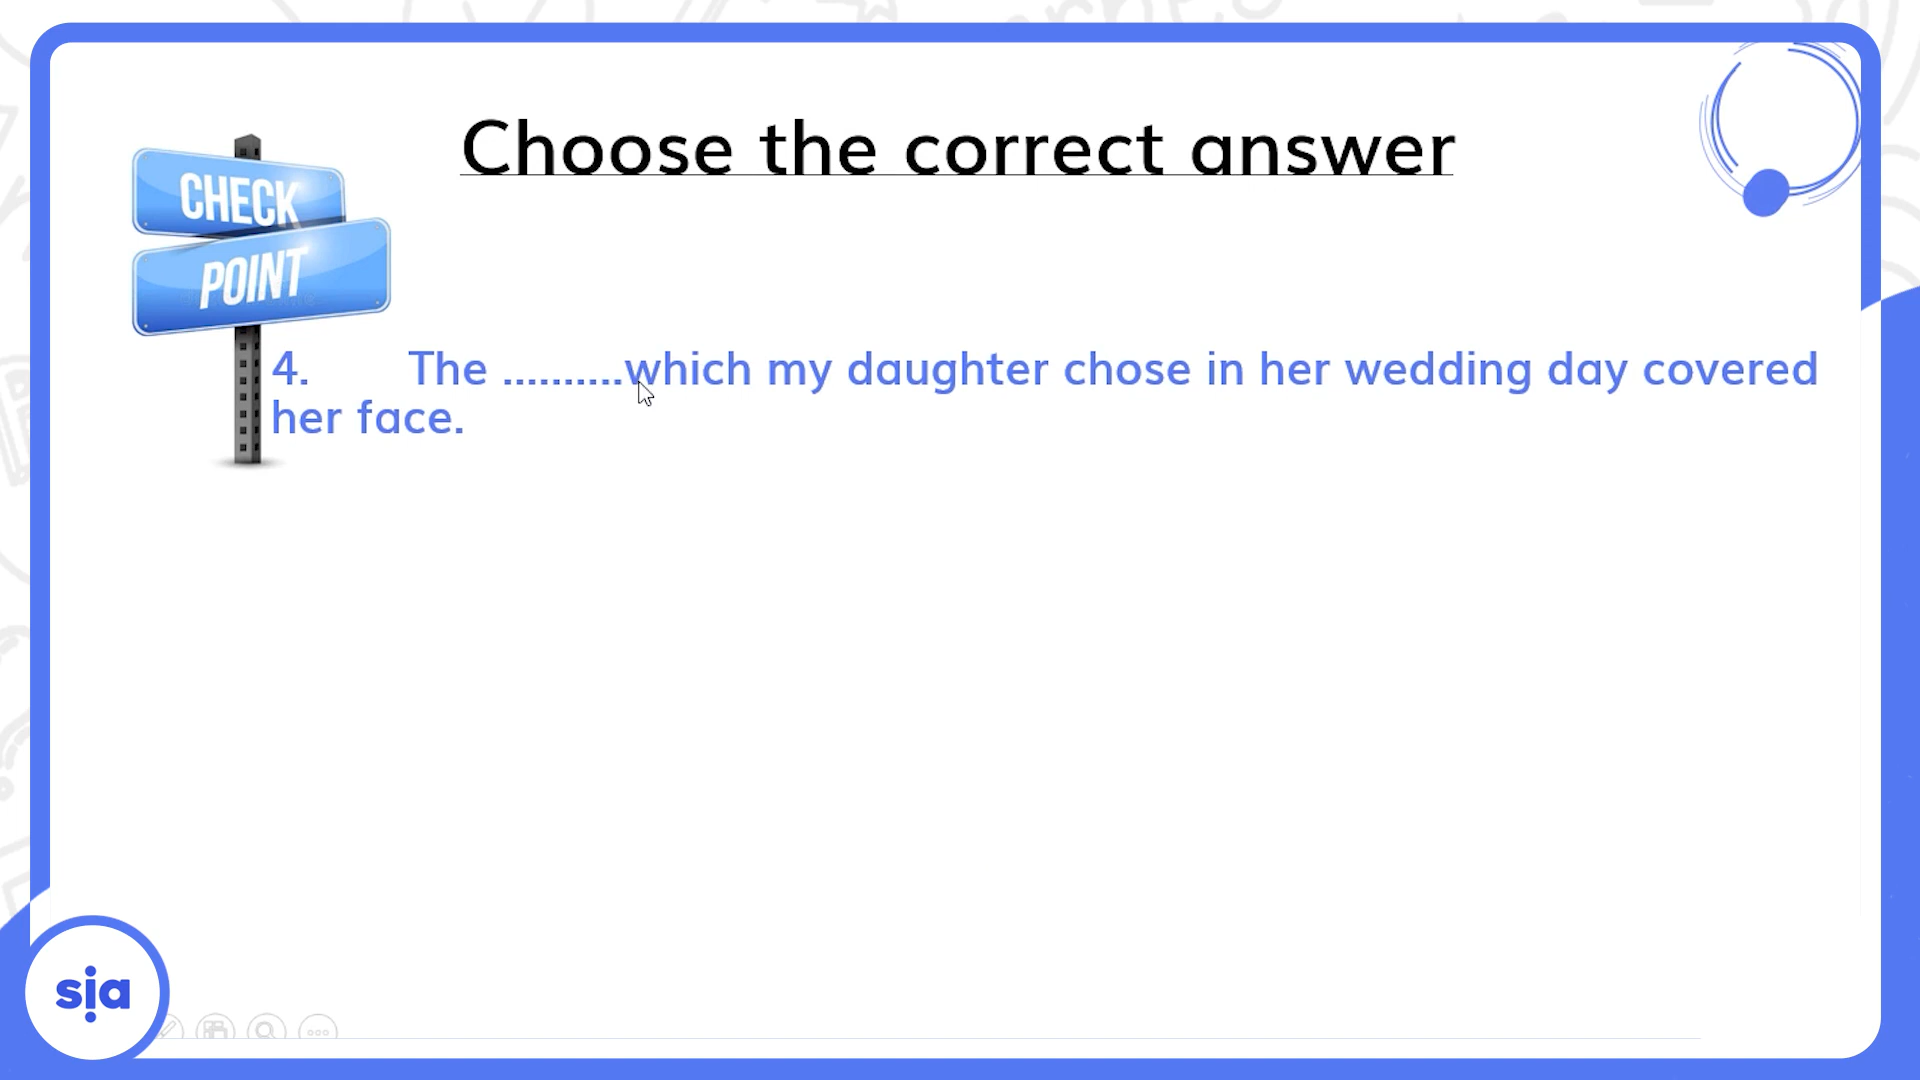 Choose the correct answer
CHECK
POINT
4. The ..........which my daughter chose in her wedding day covered
her face.
sia